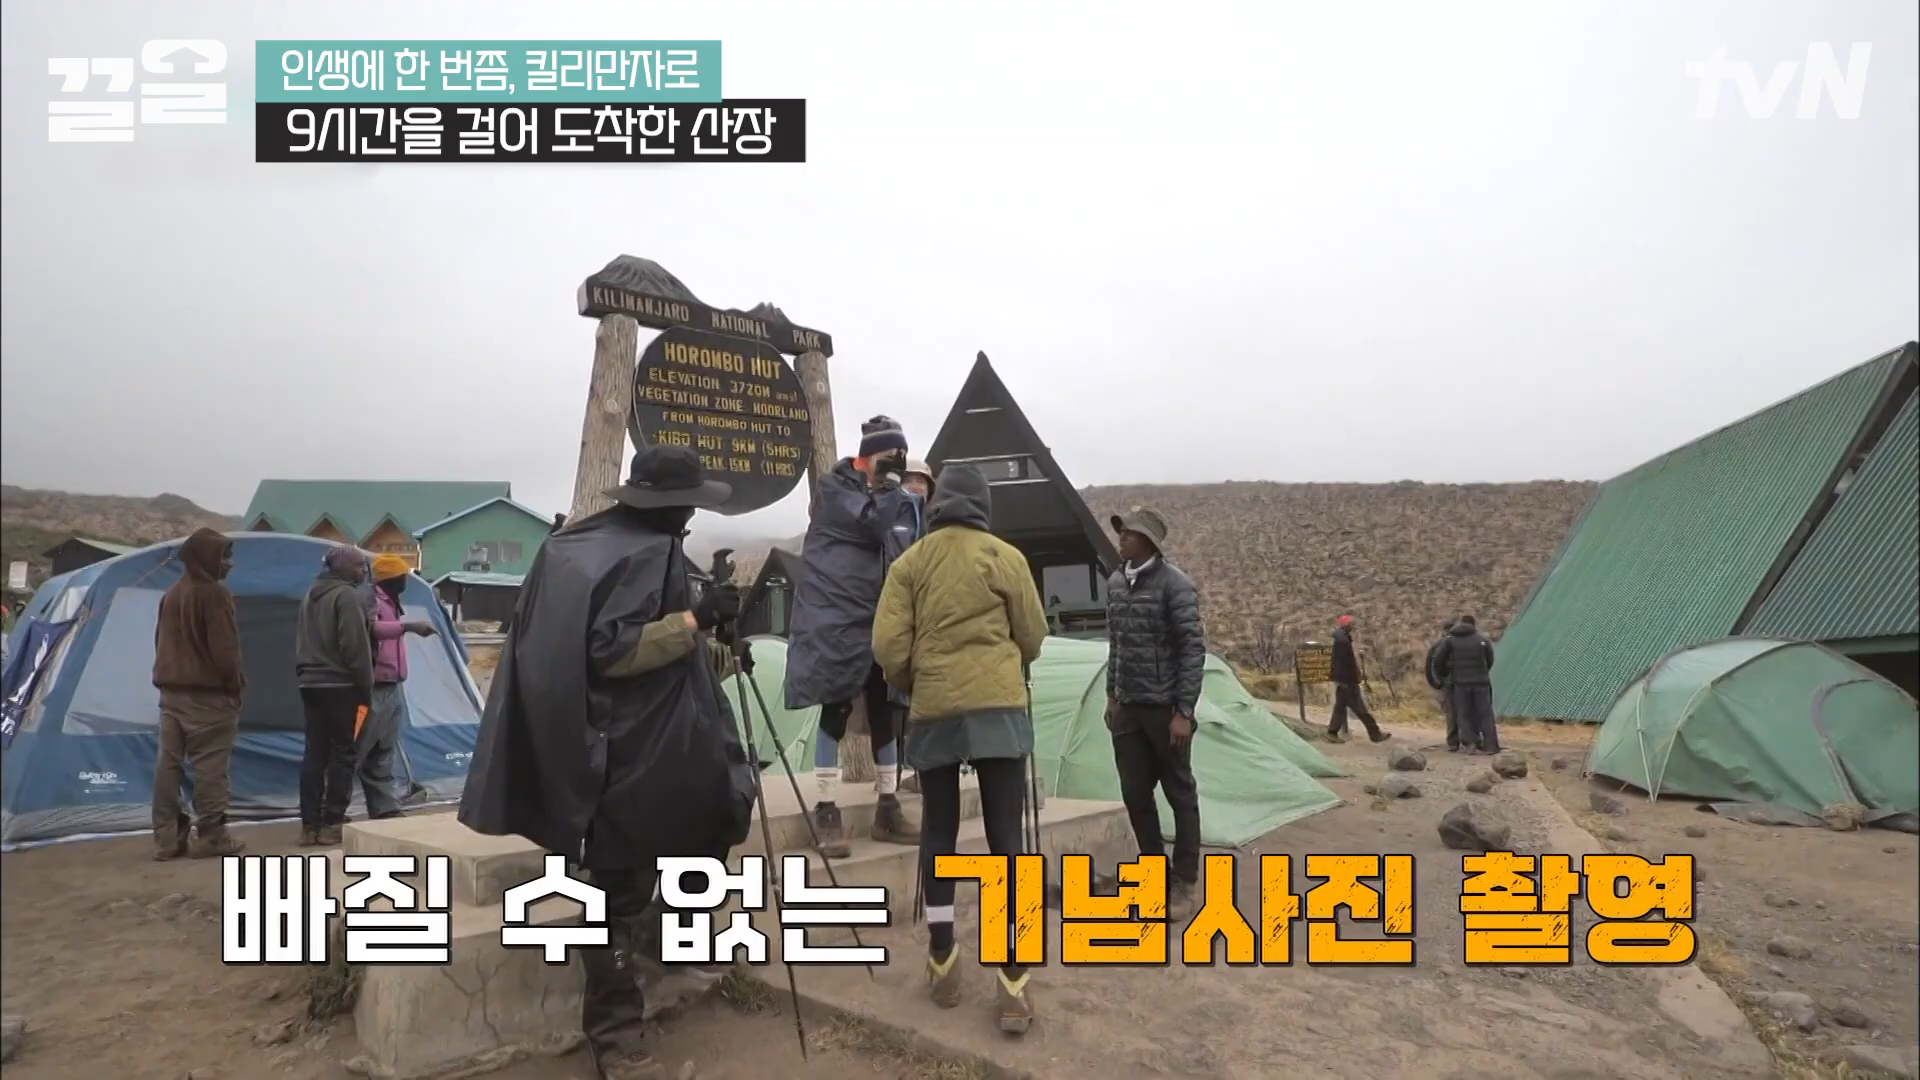 끌올
tvN
인생에 한 번쯤, 킬리만자로
9시간을 걸어 도착한 산장
KILIMANJARO NATIONAL PARK
HOROMBO HUT
ELEVATION 3720M
VEGETATION ZONE MOORLAND
FROM HOROMBO HUT TO
KIBO HUT 9KM (5HRS)
PEAK 15KM (11HRS)
빠질 수 없는 기념사진 촬영